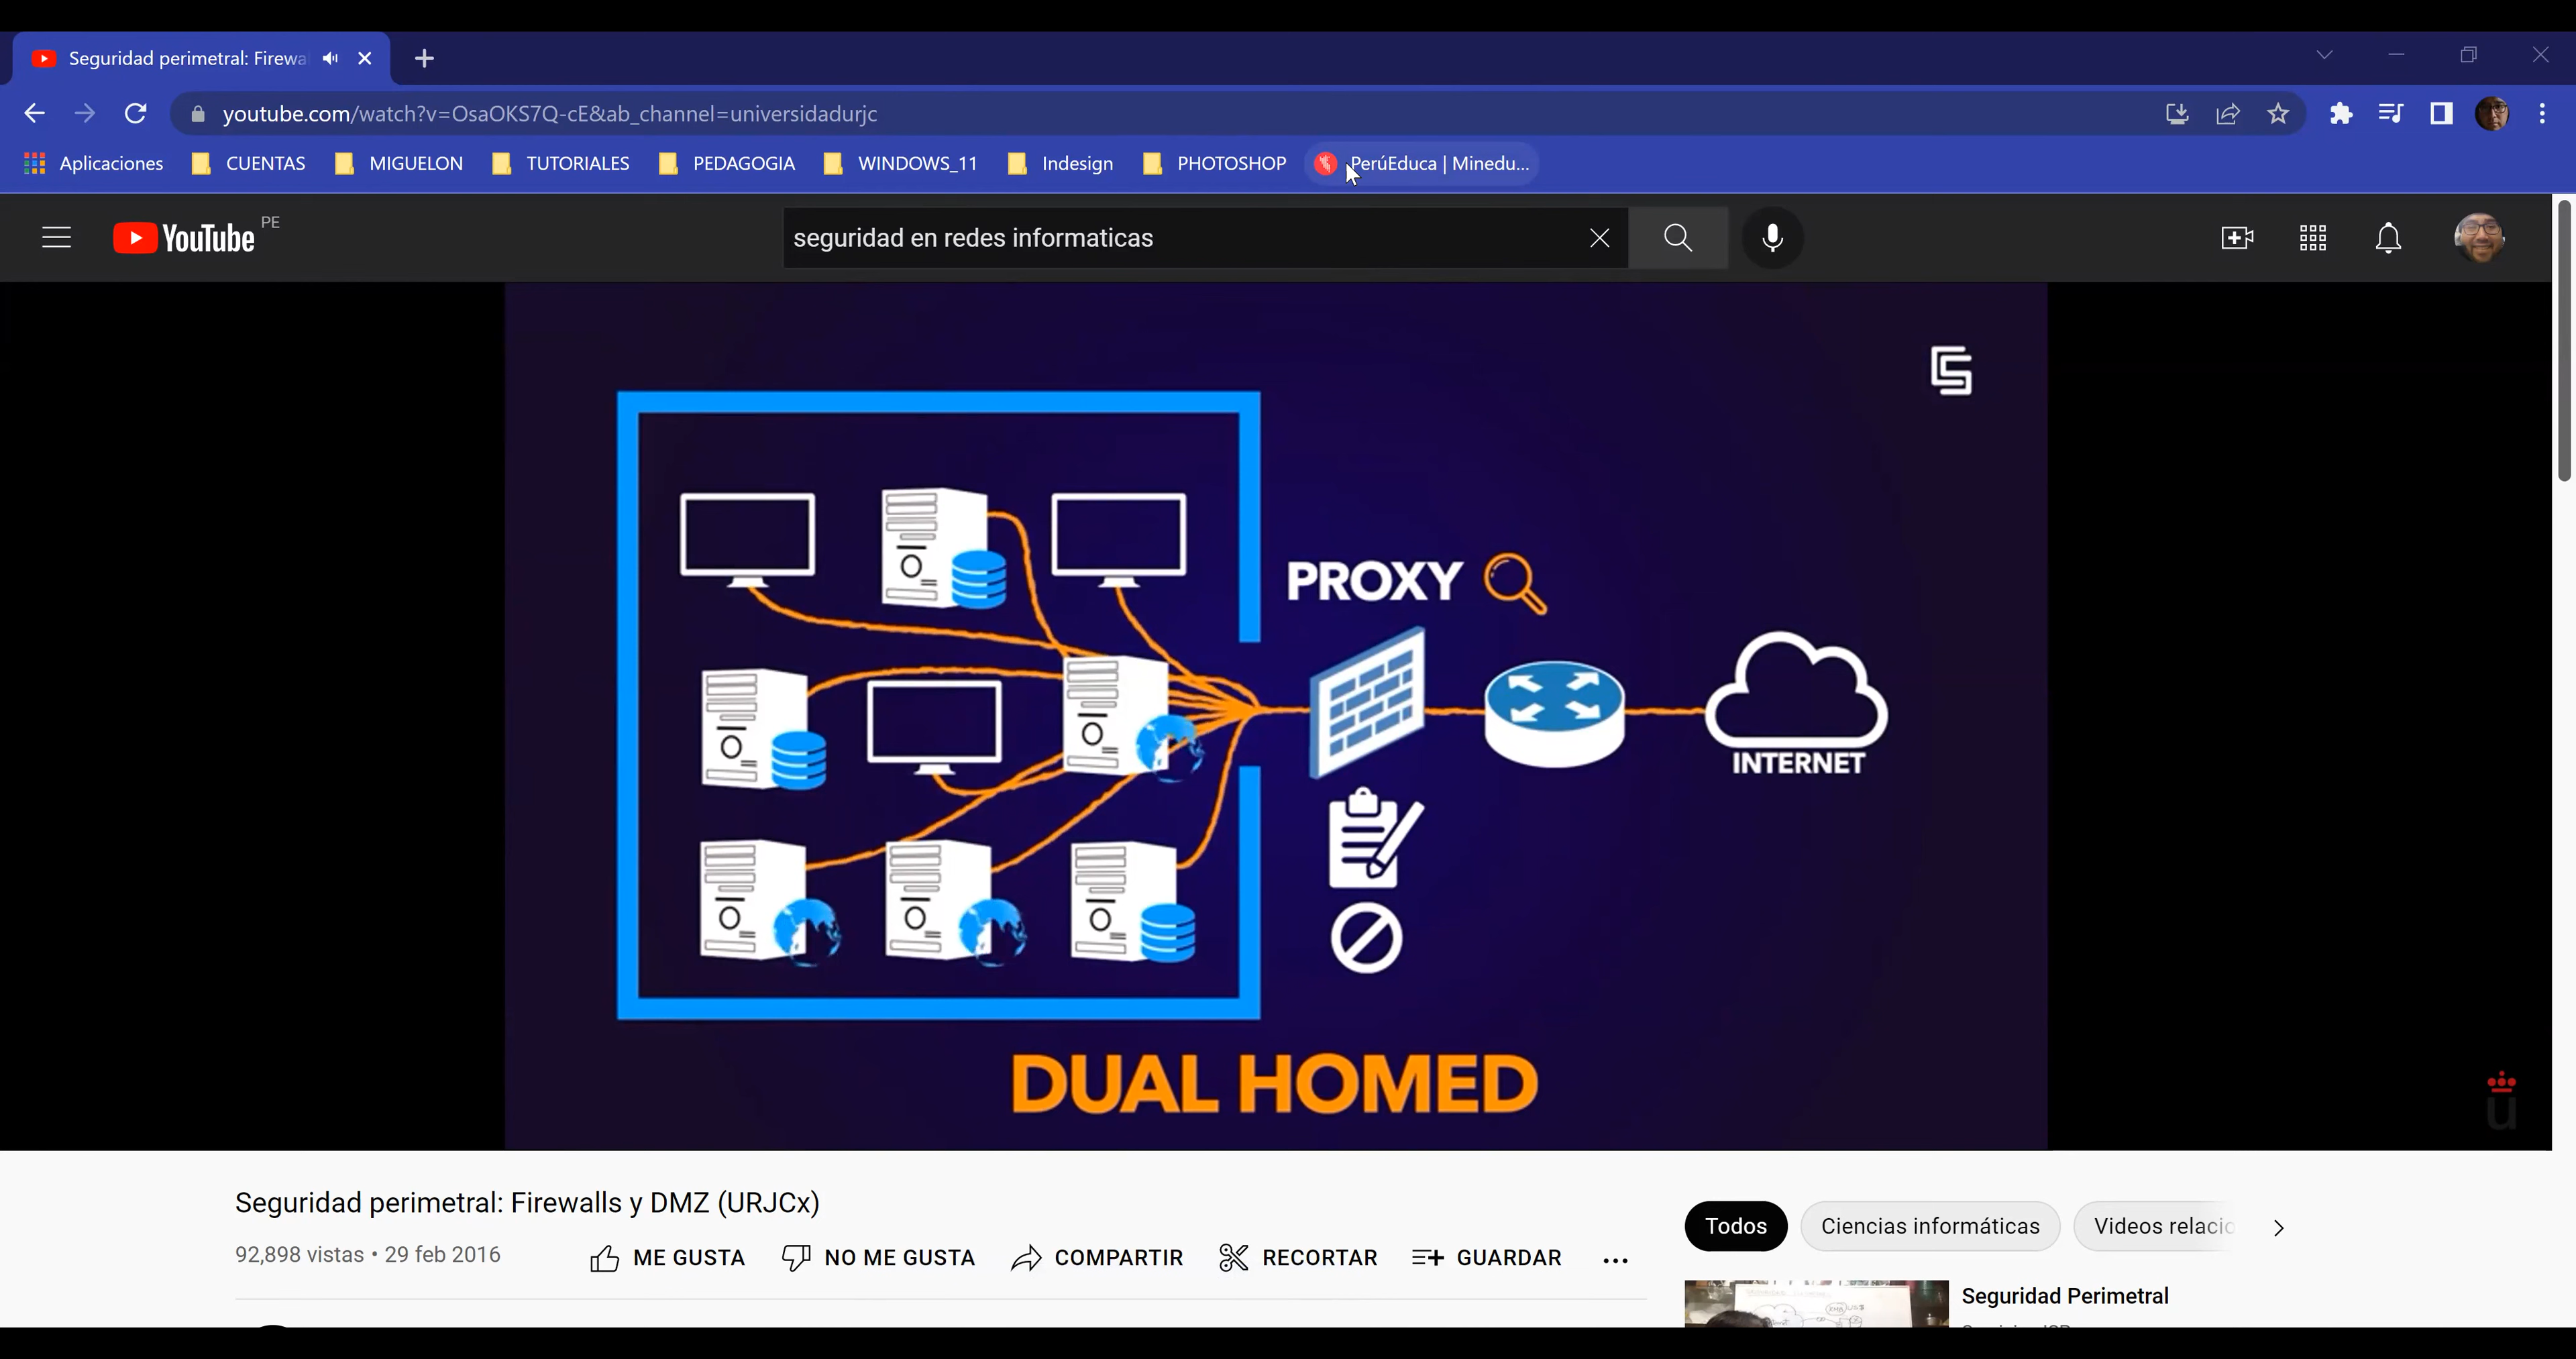 Seguridad perimetral: Firewa
youtube.com/watch?v=OsaOKS7Q-cE&ab_channel=universidadurjc
Aplicaciones CUENTAS MIGUELON TUTORIALES PEDAGOGIA WINDOWS_11 Indesign PHOTOSHOP PerúEduca | Minedu...
YouTube PE
seguridad en redes informaticas
PROXY
INTERNET
DUAL HOMED
u
Seguridad perimetral: Firewalls y DMZ (URJCx)
92,898 vistas • 29 feb 2016
ME GUSTA NO ME GUSTA COMPARTIR RECORTAR GUARDAR
Todos Ciencias informáticas Videos relacio
Seguridad Perimetral